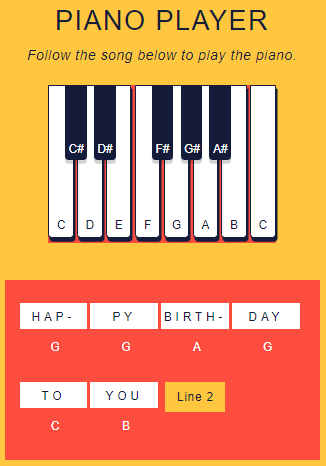 PIANO PLAYER
Follow the song below to play the piano.
C# D# F# G# A#
C D E F G A B C
HAP- PY BIRTH- DAY
G G A G
TO YOU Line 2
C B